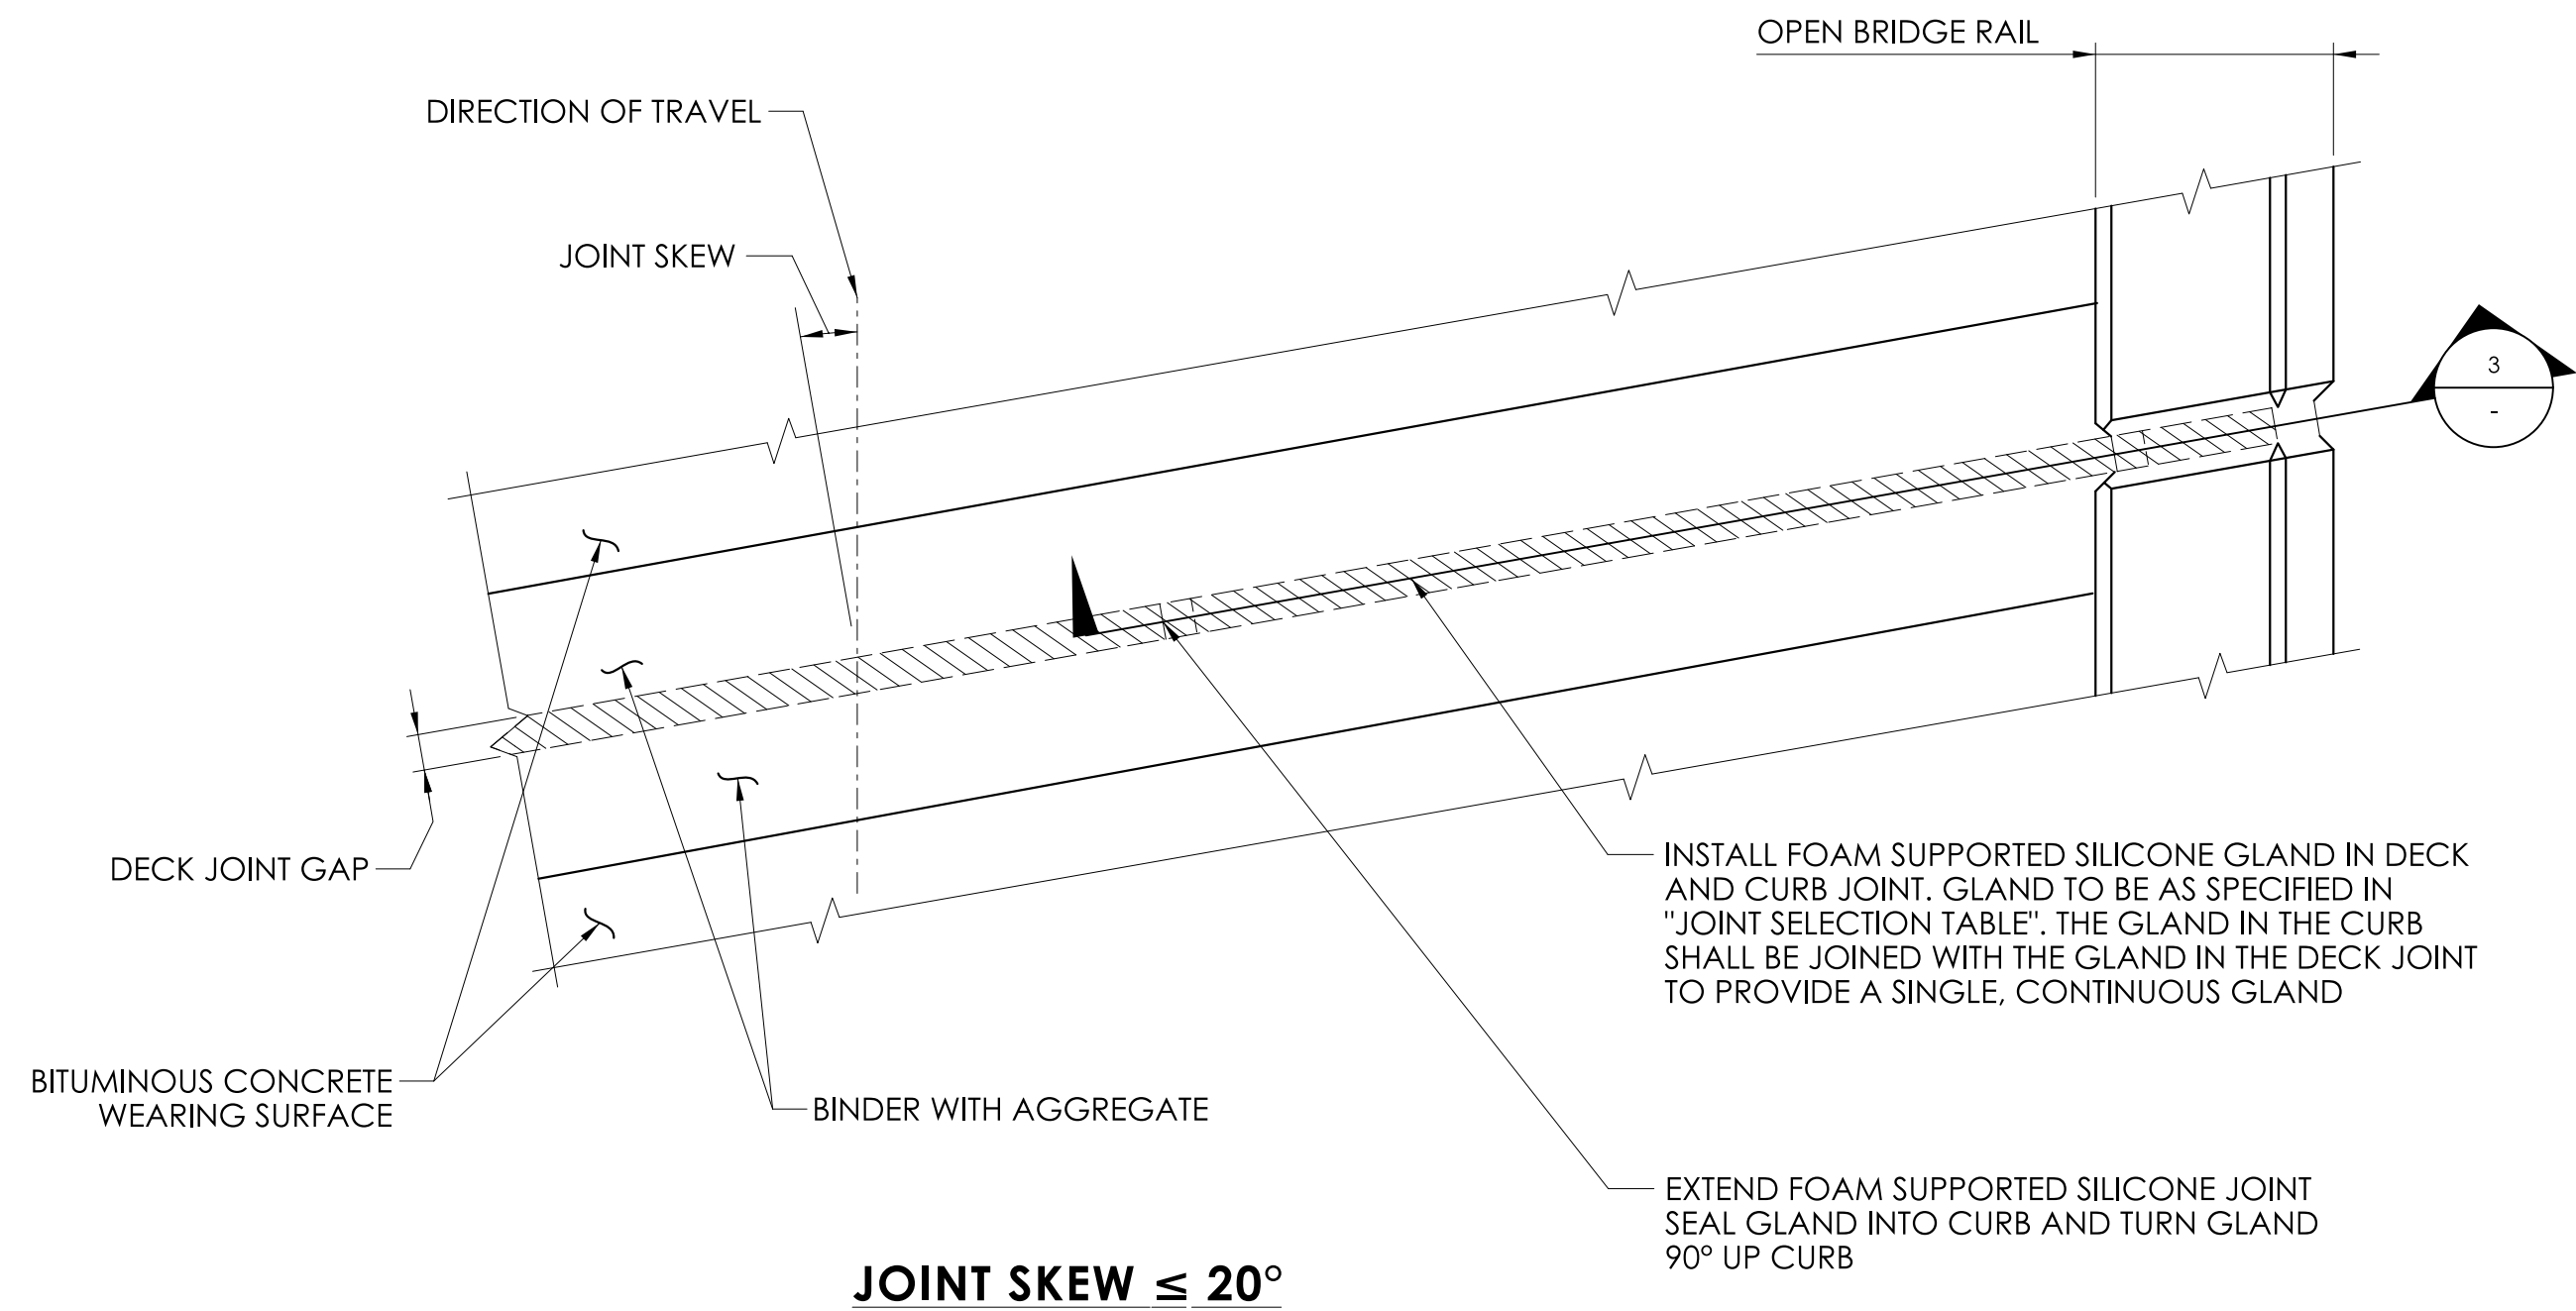 OPEN BRIDGE RAIL
DIRECTION OF TRAVEL
JOINT SKEW
3
-
DECK JOINT GAP
INSTALL FOAM SUPPORTED SILICONE GLAND IN DECK
AND CURB JOINT. GLAND TO BE AS SPECIFIED IN
"JOINT SELECTION TABLE". THE GLAND IN THE CURB
SHALL BE JOINED WITH THE GLAND IN THE DECK JOINT
TO PROVIDE A SINGLE, CONTINUOUS GLAND
BITUMINOUS CONCRETE
WEARING SURFACE
BINDER WITH AGGREGATE
EXTEND FOAM SUPPORTED SILICONE JOINT
SEAL GLAND INTO CURB AND TURN GLAND
90° UP CURB
JOINT SKEW ≤ 20°